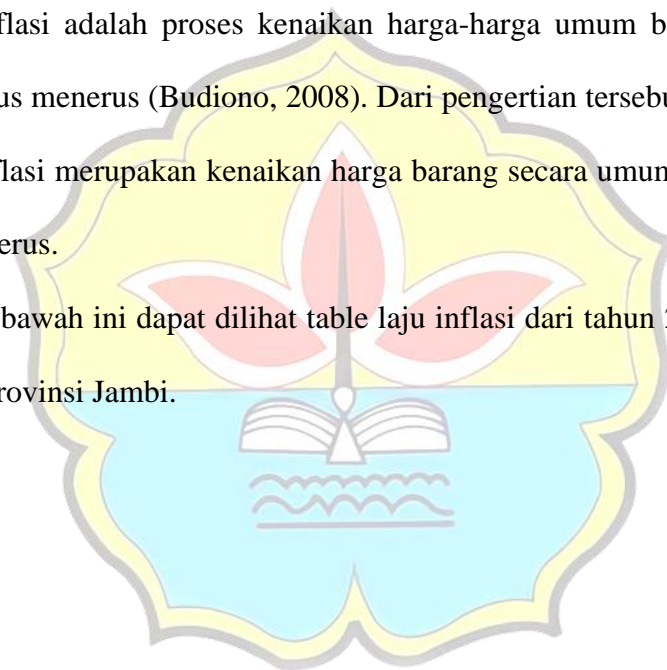 flasi adalah proses kenaikan harga-harga umum b
us menerus (Budiono, 2008). Dari pengertian tersebu
flasi merupakan kenaikan harga barang secara umum
erus.
bawah ini dapat dilihat table laju inflasi dari tahun 2
rovinsi Jambi.